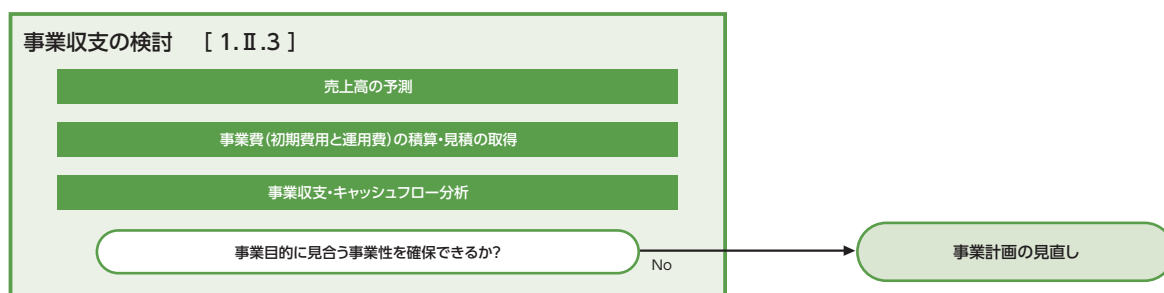 事業収支の検討 [ 1.Ⅱ.3 ]
売上高の予測
事業費(初期費用と運用費)の積算・見積の取得
事業収支・キャッシュフロー分析
事業目的に見合う事業性を確保できるか?
No
事業計画の見直し